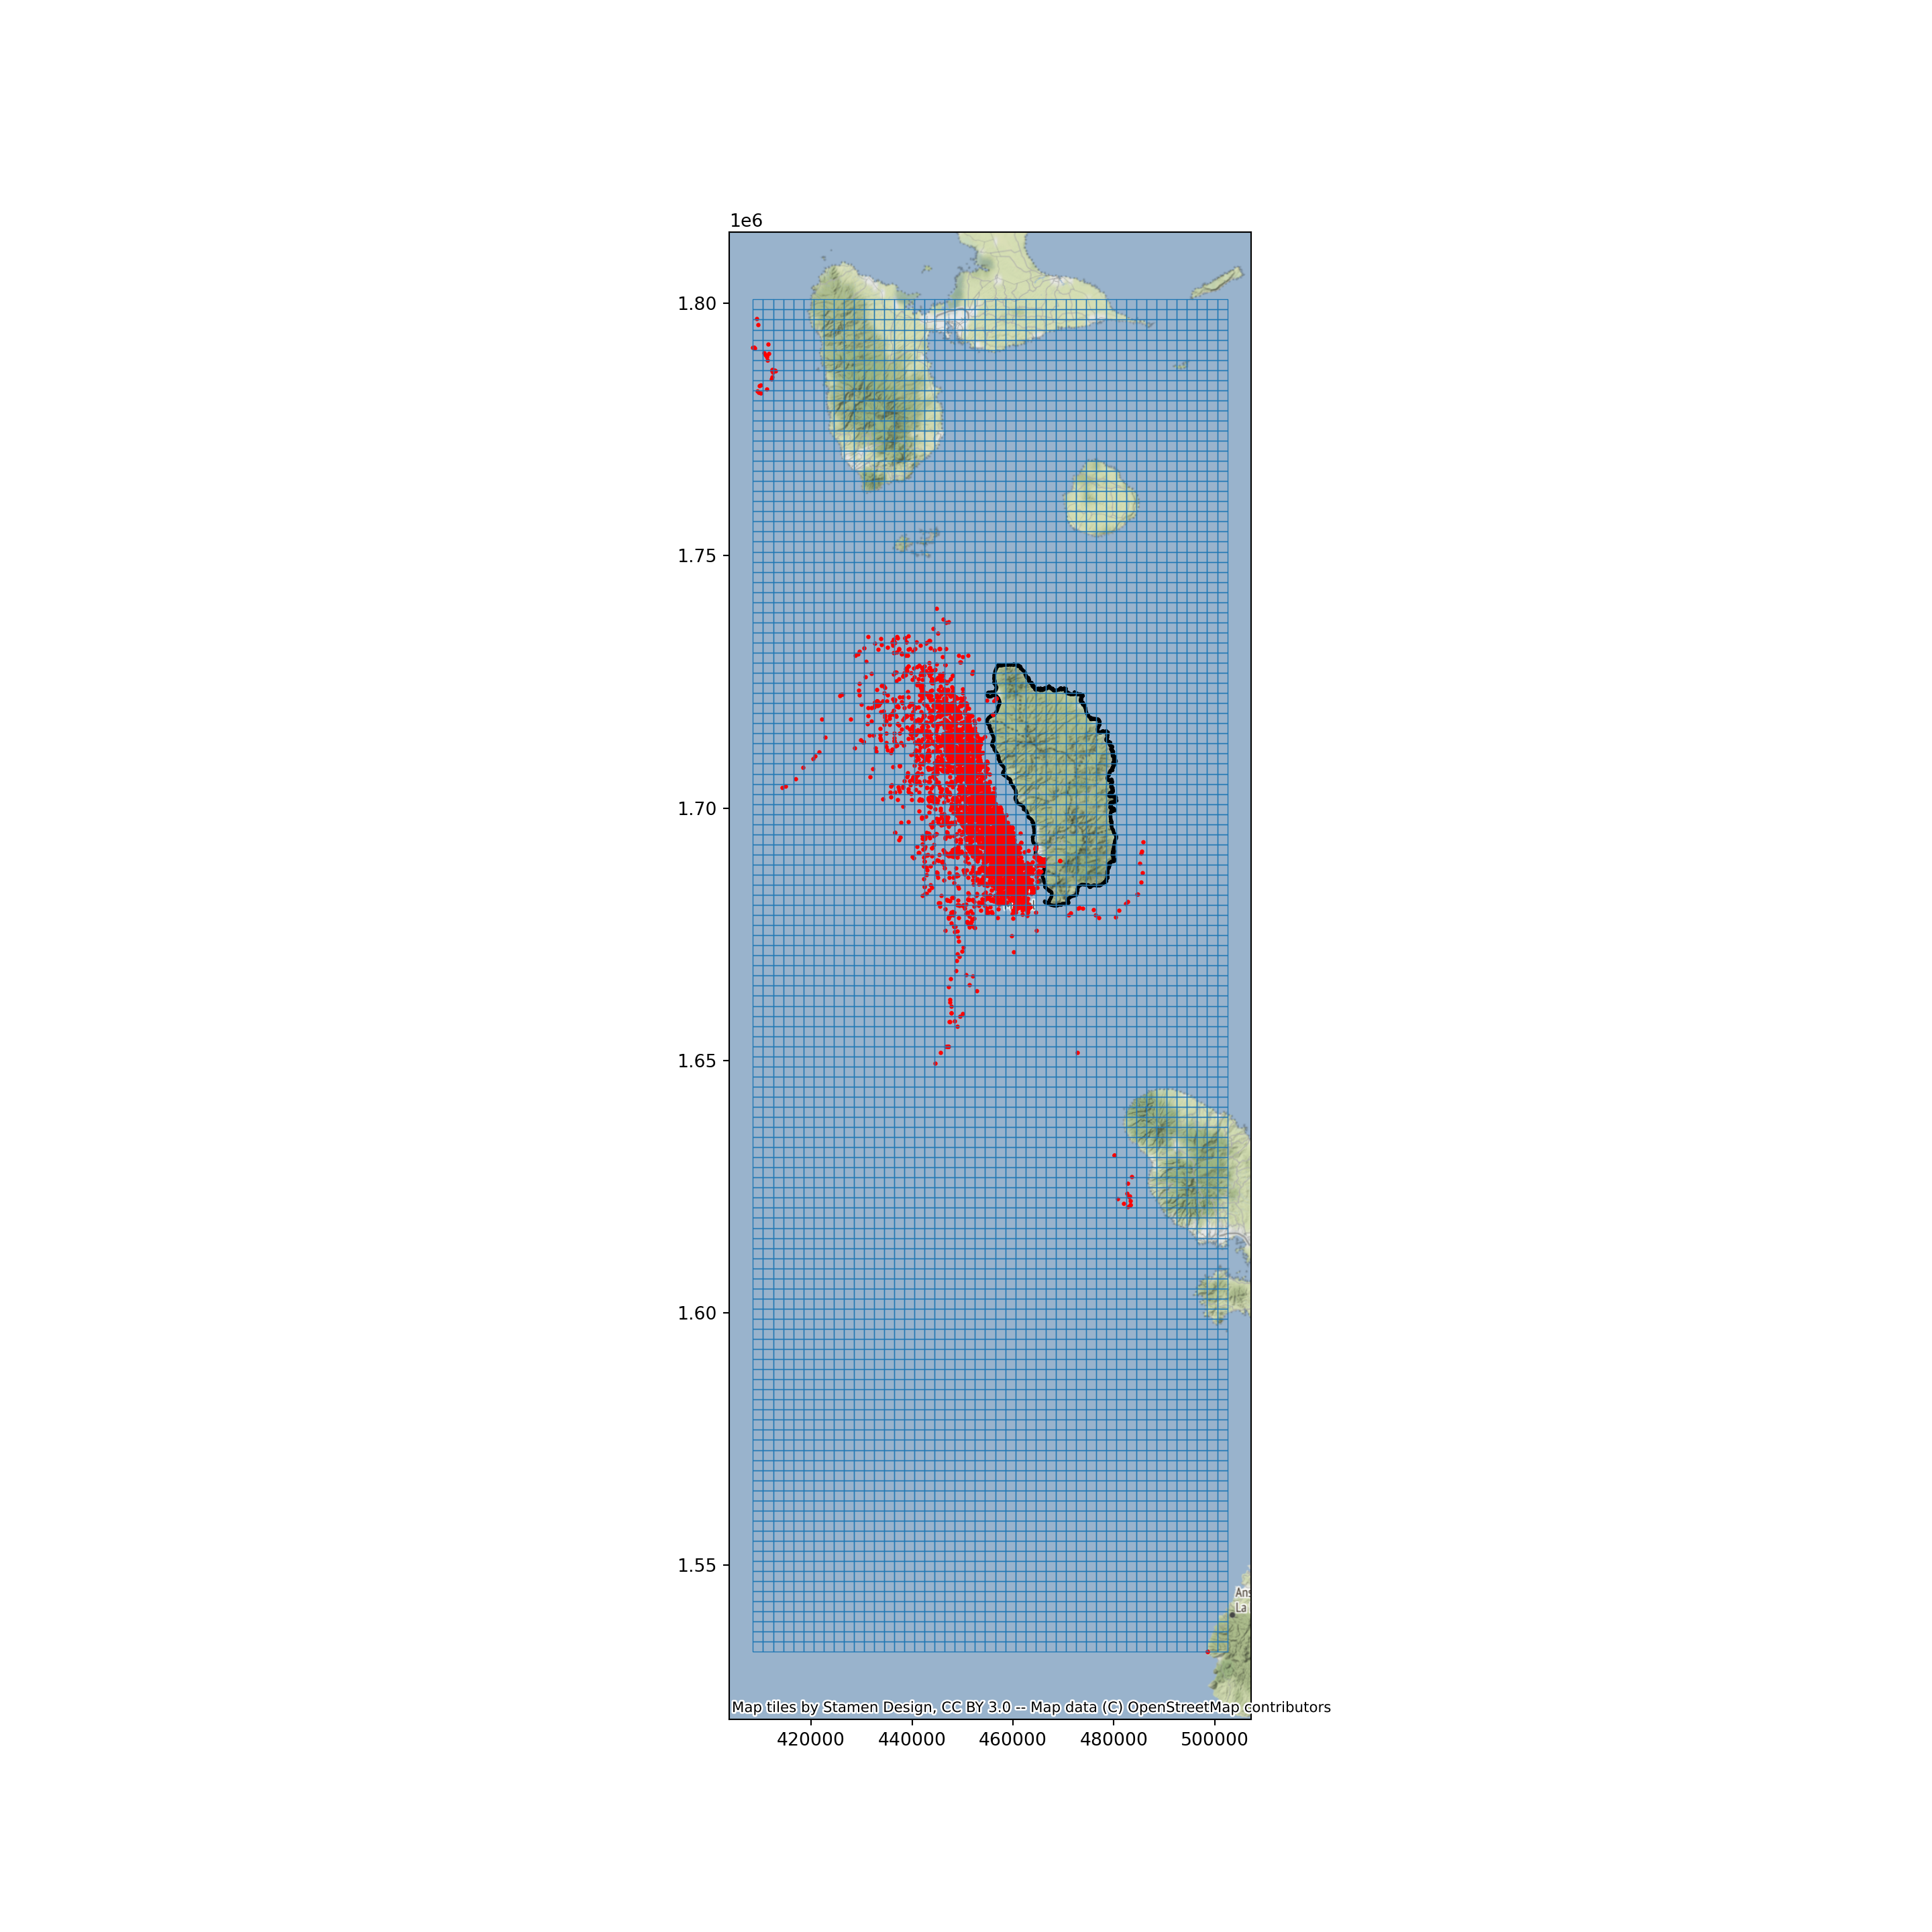 1e6
1.80
1.75
1.70
1.65
1.60
1.55
Ans
La
Map tiles by Stamen Design, CC BY 3.0 -- Map data (C) OpenStreetMap contributors
420000 440000 460000 480000 500000